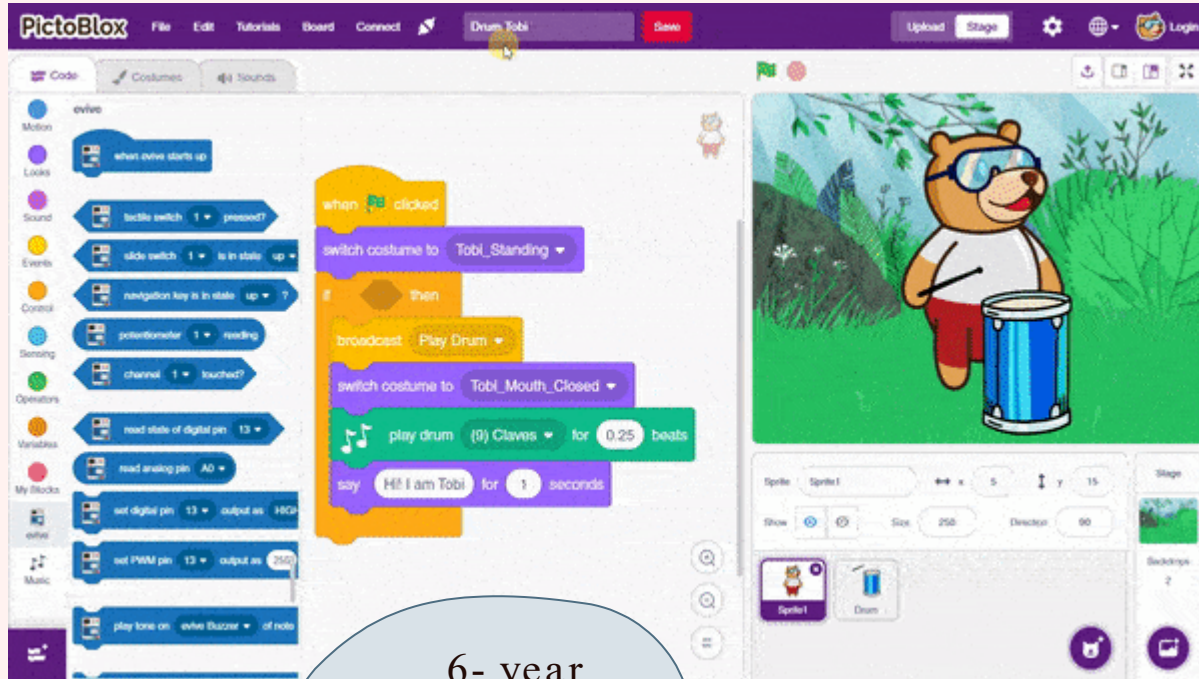 PictoBlox File Edit Tutorials Board Connect Drum Tobi Save Upload Stage Login
Code Costumes Sounds
Motion
Looks
Sound
Events
Control
Sensing
Operators
Variables
My Blocks
evive
Music
evive
when evive starts up
tactile switch 1 pressed?
slide switch 1 is in state up
navigation key is in state up ?
potentiometer 1 reading
channel 1 touched?
read state of digital pin 13
read analog pin A0
set digital pin 13 output as HIGH
set PWM pin 13 output as 255
play tone on evive Buzzer of note
when clicked
switch costume to Tobi_Standing
if then
broadcast Play Drum
switch costume to Tobi_Mouth_Closed
play drum (9) Claves for 0.25 beats
say Hi! I am Tobi for 1 seconds
Sprite Sprite1 x 5 y 15
Show Size 250 Direction 90
Sprite1 Drum
Stage
Backdrops
2
6- year